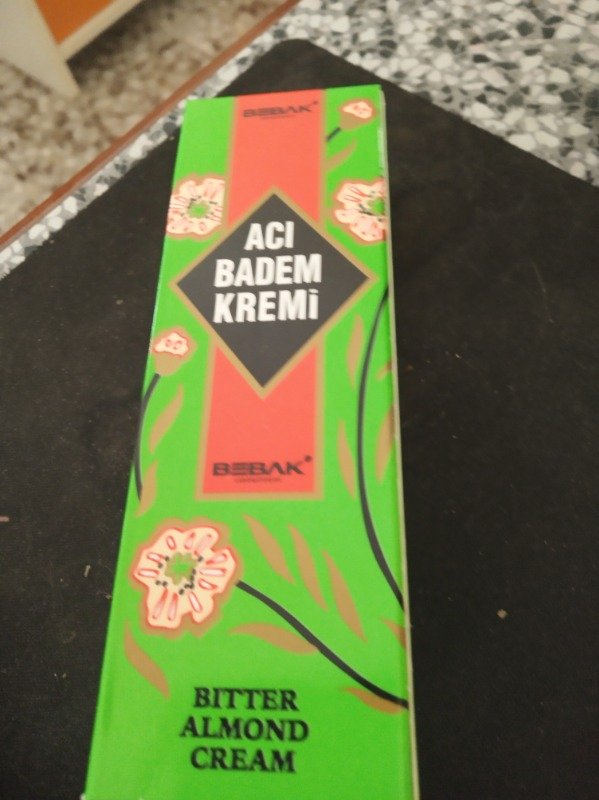 BEBAK®
ACI
BADEM
KREMİ
BEBAK®
BITTER
ALMOND
CREAM